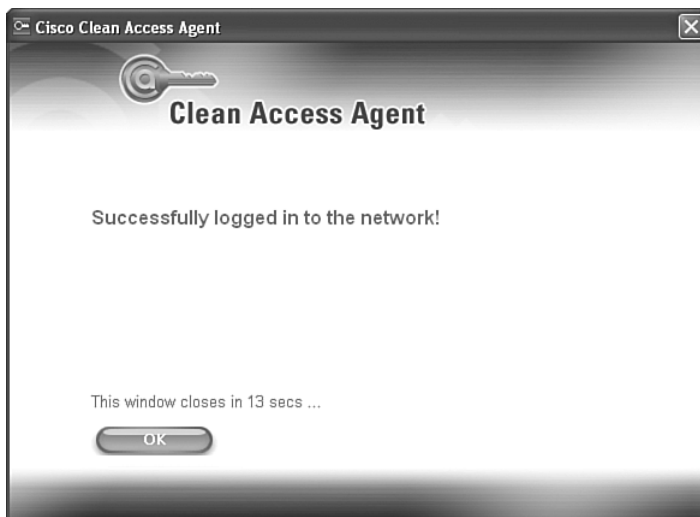 Cisco Clean Access Agent
Clean Access Agent
Successfully logged in to the network!
This window closes in 13 secs ...
OK